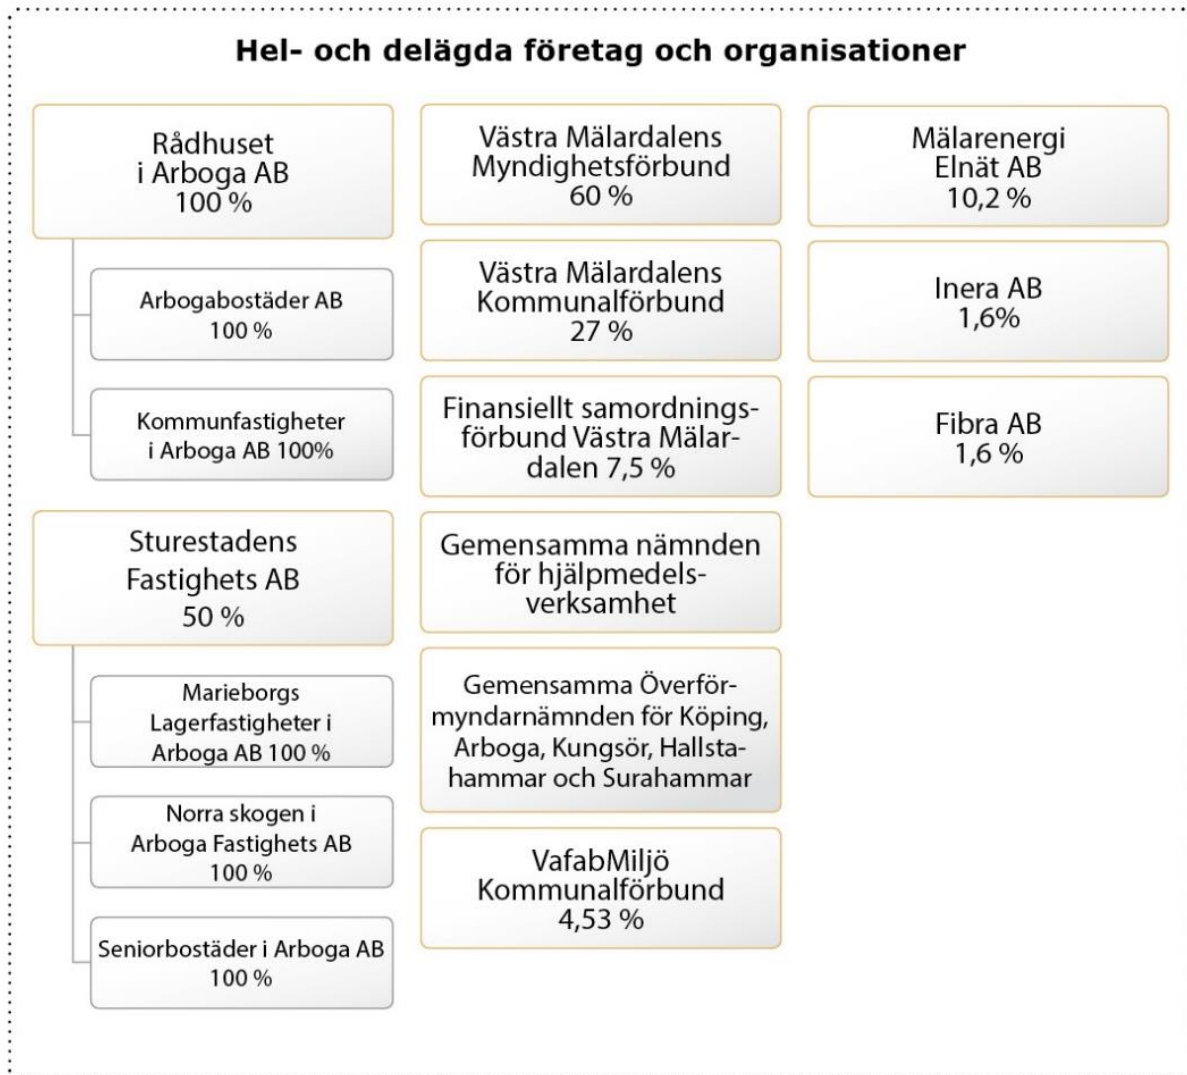 Hel- och delägda företag och organisationer
Rådhuset
i Arboga AB
100 %
Arbogabostäder AB
100 %
Kommunfastigheter
i Arboga AB 100%
Sturestadens
Fastighets AB
50 %
Marieborgs
Lagerfastigheter i
Arboga AB 100 %
Norra skogen i
Arboga Fastighets AB
100 %
Seniorbostäder i Arboga AB
100 %
Västra Mälardalens
Myndighetsförbund
60 %
Västra Mälardalens
Kommunalförbund
27 %
Finansiellt samordnings-
förbund Västra Mälar-
dalen 7,5 %
Gemensamma nämnden
för hjälpmedels-
verksamhet
Gemensamma Överför-
myndarnämnden för Köping,
Arboga, Kungsör, Hallsta-
hammar och Surahammar
VafabMiljö
Kommunalförbund
4,53 %
Mälarenergi
Elnät AB
10,2 %
Inera AB
1,6%
Fibra AB
1,6 %